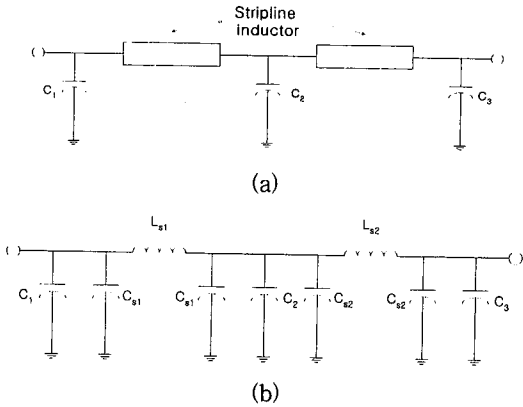 Stripline
inductor
C1
C2
C3
(a)
Ls1
Ls2
C1
Cs1
Cs1
C2
Cs2
Cs2
C3
(b)